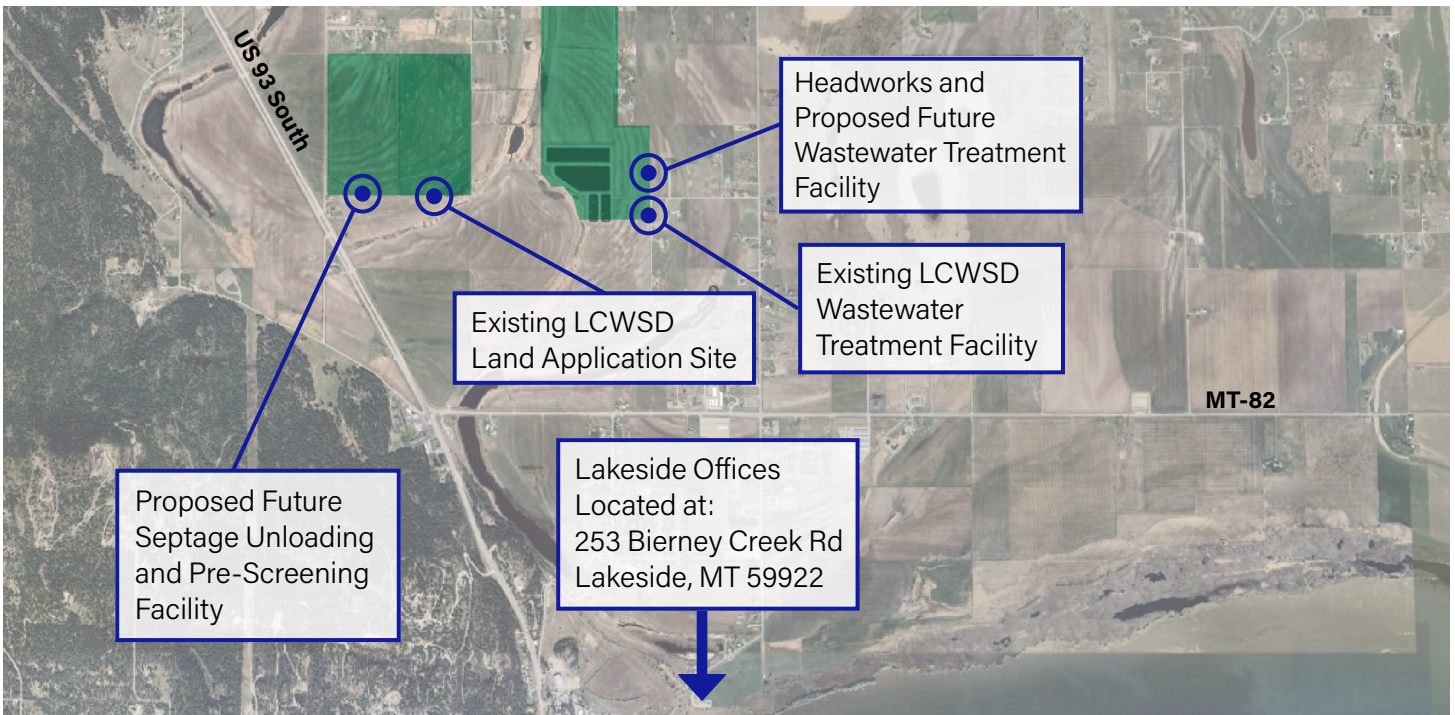 US 93 South
Headworks and
Proposed Future
Wastewater Treatment
Facility
Existing LCWSD
Wastewater
Treatment Facility
Existing LCWSD
Land Application Site
MT-82
Proposed Future
Septage Unloading
and Pre-Screening
Facility
Lakeside Offices
Located at:
253 Bierney Creek Rd
Lakeside, MT 59922